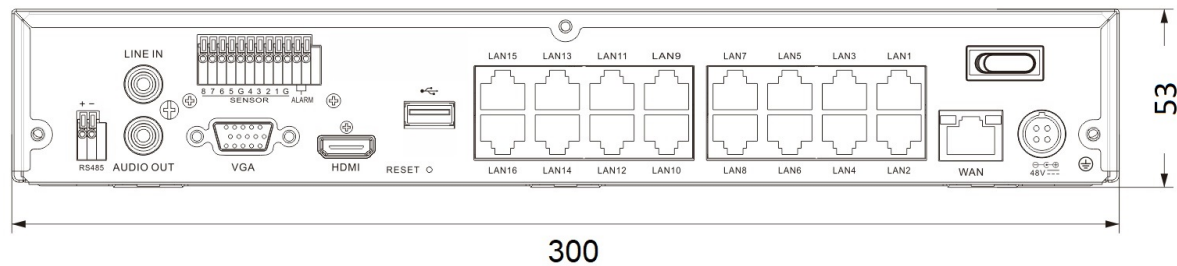 LINE IN
8 7 6 5 G 4 3 2 1 G
SENSOR
ALARM
LAN15 LAN13 LAN11 LAN9 LAN7 LAN5 LAN3 LAN1
+ -
RS485 AUDIO OUT VGA HDMI RESET LAN16 LAN14 LAN12 LAN10 LAN8 LAN6 LAN4 LAN2 WAN 48V
53
300